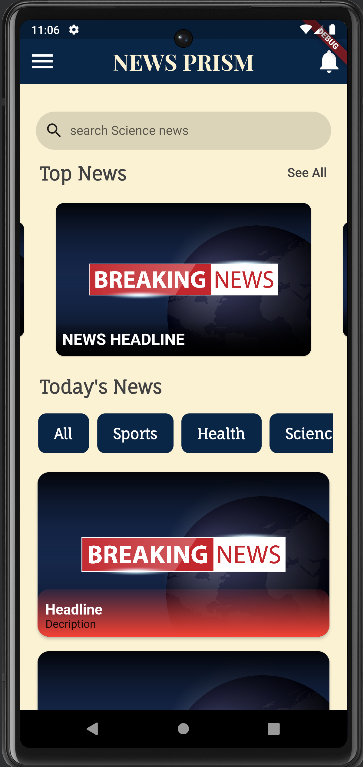 11:06
DEBUG
NEWS PRISM
search Science news
Top News
See All
BREAKING NEWS
NEWS HEADLINE
Today's News
All
Sports
Health
Scienc
BREAKING NEWS
Headline
Decription